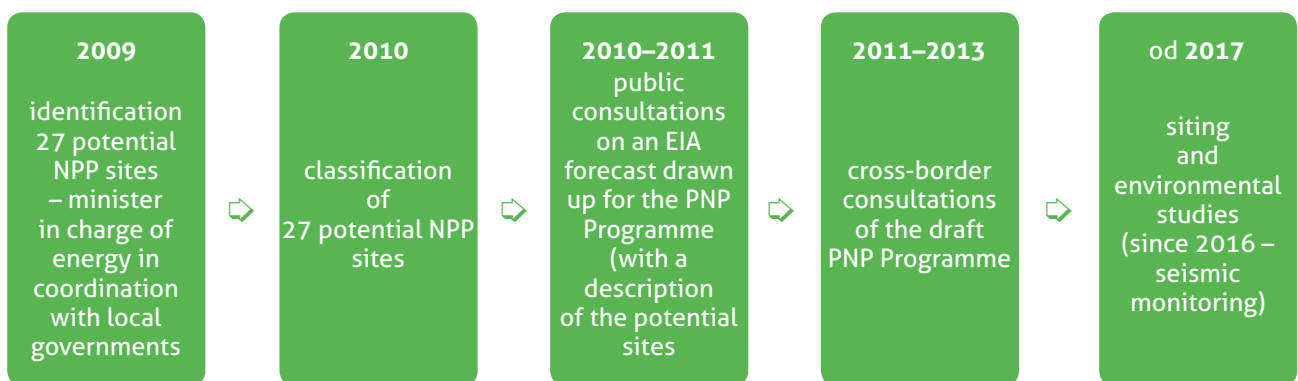 2009
identification
27 potential
NPP sites
– minister
in charge of
energy in
coordination
with local
governments
2010
classification
of
27 potential NPP
sites
2010–2011
public
consultations
on an EIA
forecast drawn
up for the PNP
Programme
(with a
description
of the potential
sites
2011–2013
cross-border
consultations
of the draft
PNP Programme
od 2017
siting
and
environmental
studies
(since 2016 –
seismic
monitoring)